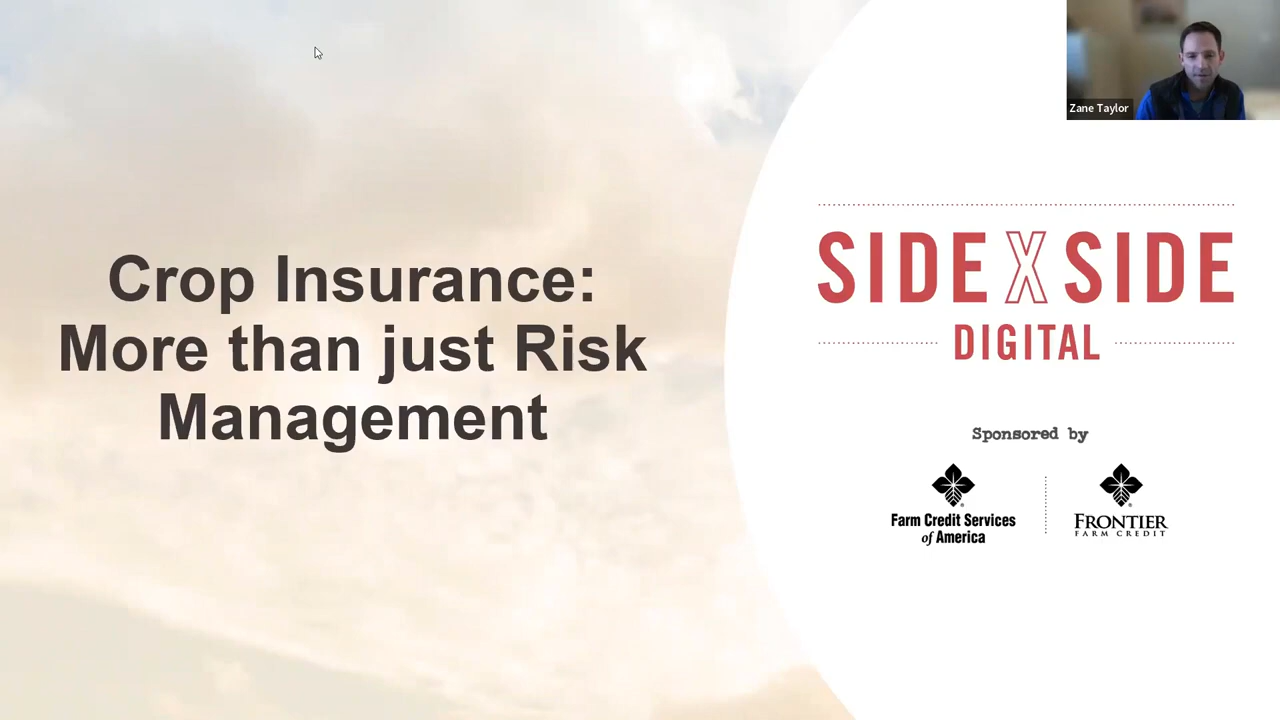 Zane Taylor
Crop Insurance:
More than just Risk
Management
SIDE X SIDE
DIGITAL
Sponsored by
Farm Credit Services
of America
FRONTIER
FARM CREDIT